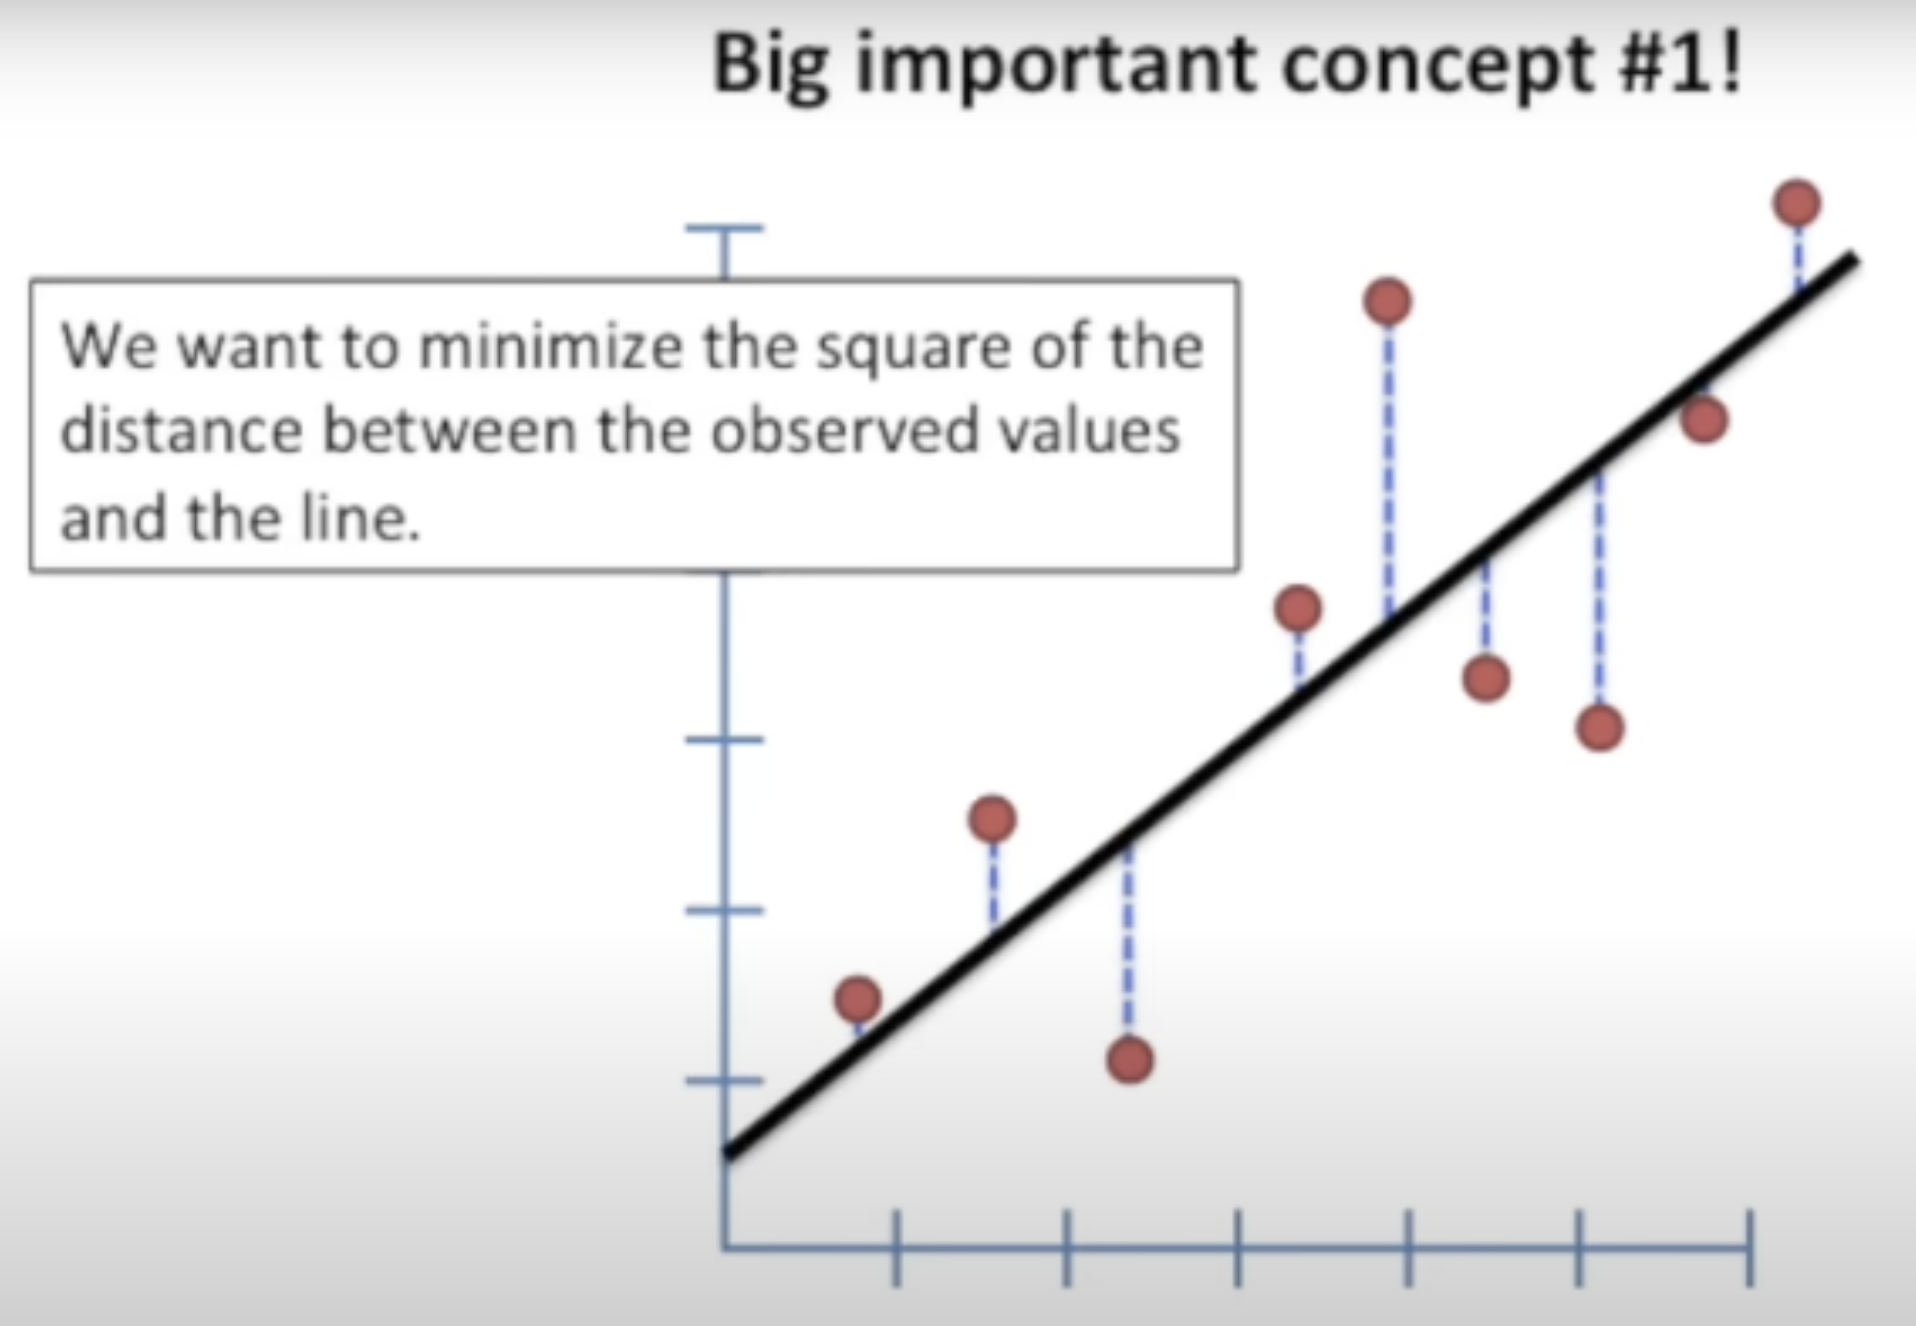 Big important concept #1!
We want to minimize the square of the
distance between the observed values
and the line.